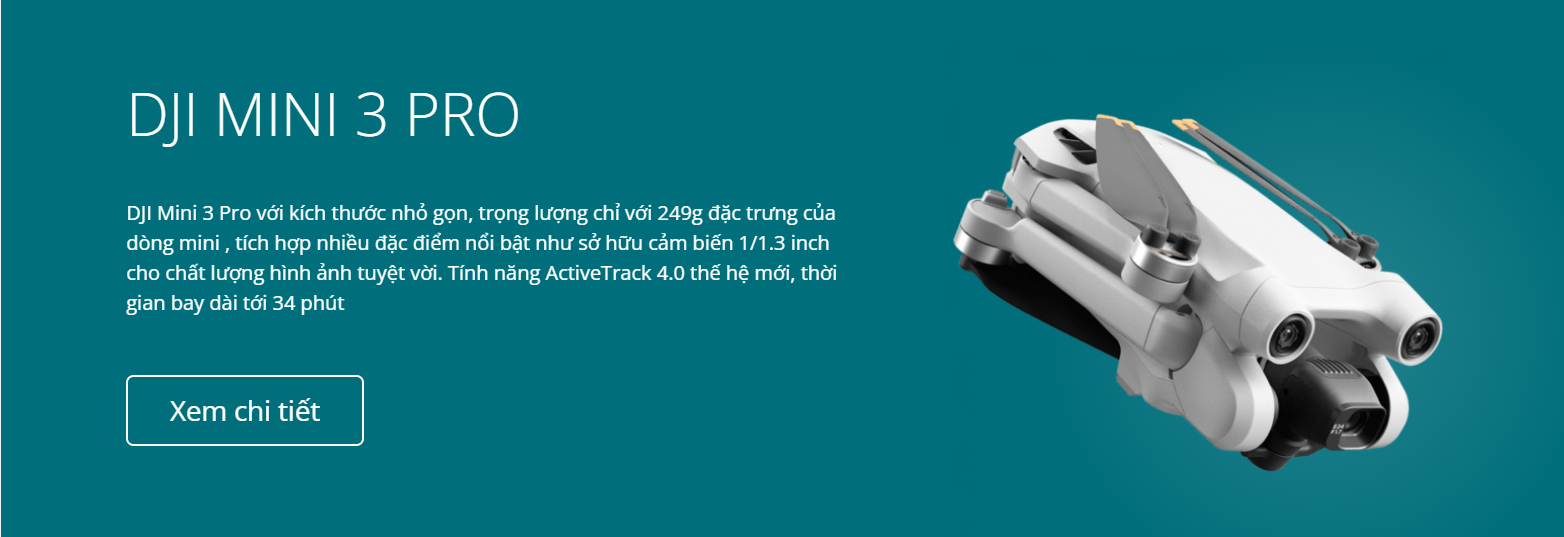 DJI MINI 3 PRO
DJI Mini 3 Pro với kích thước nhỏ gọn, trọng lượng chỉ với 249g đặc trưng của
dòng mini , tích hợp nhiều đặc điểm nổi bật như sở hữu cảm biến 1/1.3 inch
cho chất lượng hình ảnh tuyệt vời. Tính năng ActiveTrack 4.0 thế hệ mới, thời
gian bay dài tới 34 phút
Xem chi tiết